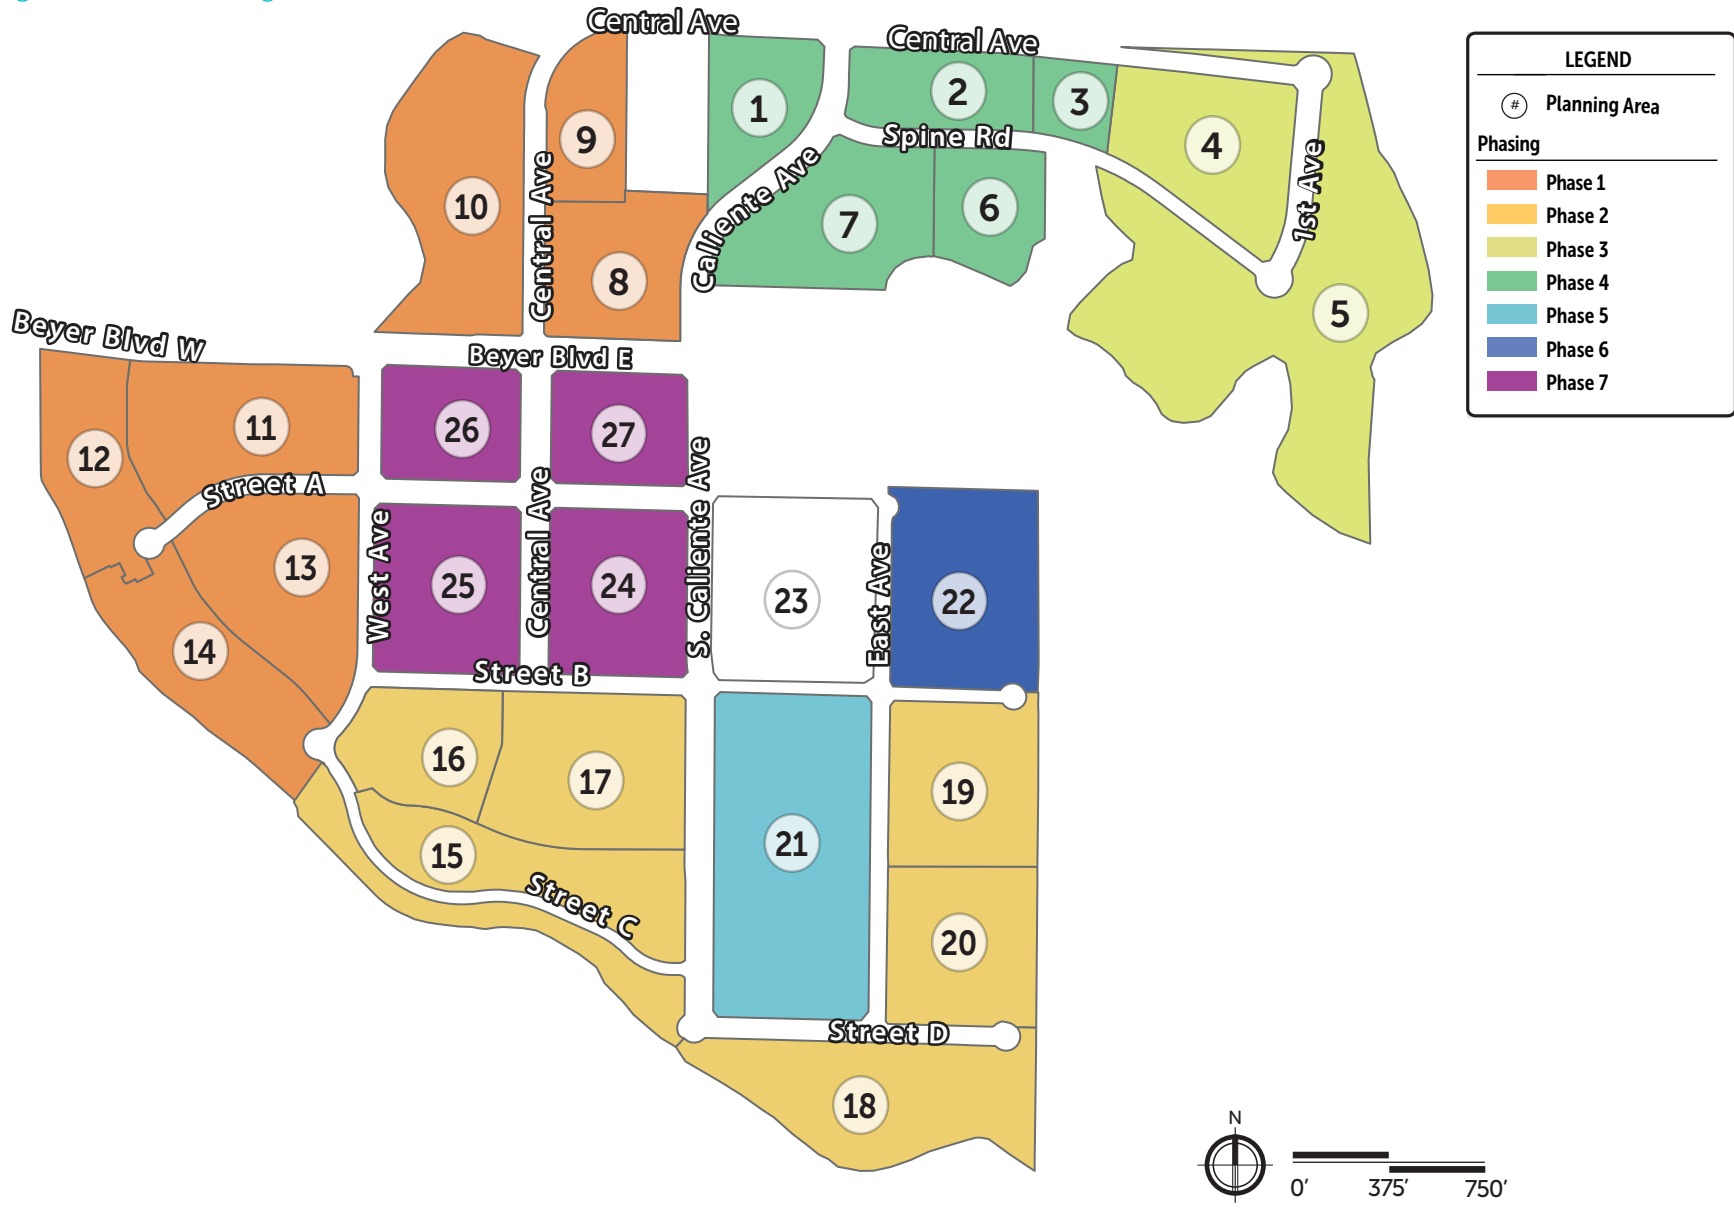 Central Ave
Central Ave
1
2
3
4
5
6
7
8
9
10
Spine Rd
Caliente Ave
Central Ave
1st Ave
Beyer Blvd W
Beyer Blvd E
11
12
13
14
Street A
26
27
25
24
West Ave
Central Ave
S. Caliente Ave
East Ave
23
22
Street B
16
17
15
Street C
21
19
20
Street D
18
LEGEND
# Planning Area
Phasing
Phase 1
Phase 2
Phase 3
Phase 4
Phase 5
Phase 6
Phase 7
N
0' 375' 750'